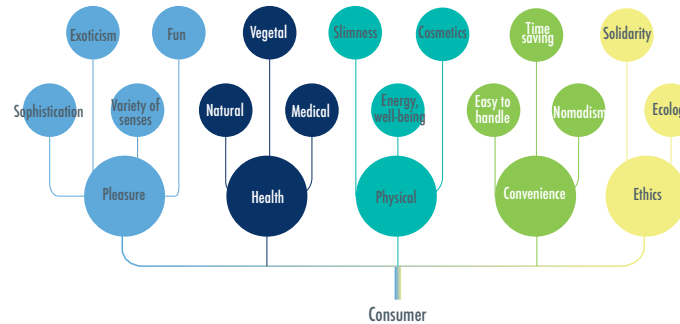 Exoticism
Fun
Vegetal
Slimness
Cosmetics
Time
saving
Solidarity
Sophistication
Variety of
senses
Natural
Medical
Energy,
well-being
Easy to
handle
Nomadism
Ecolog
Pleasure
Health
Physical
Convenience
Ethics
Consumer